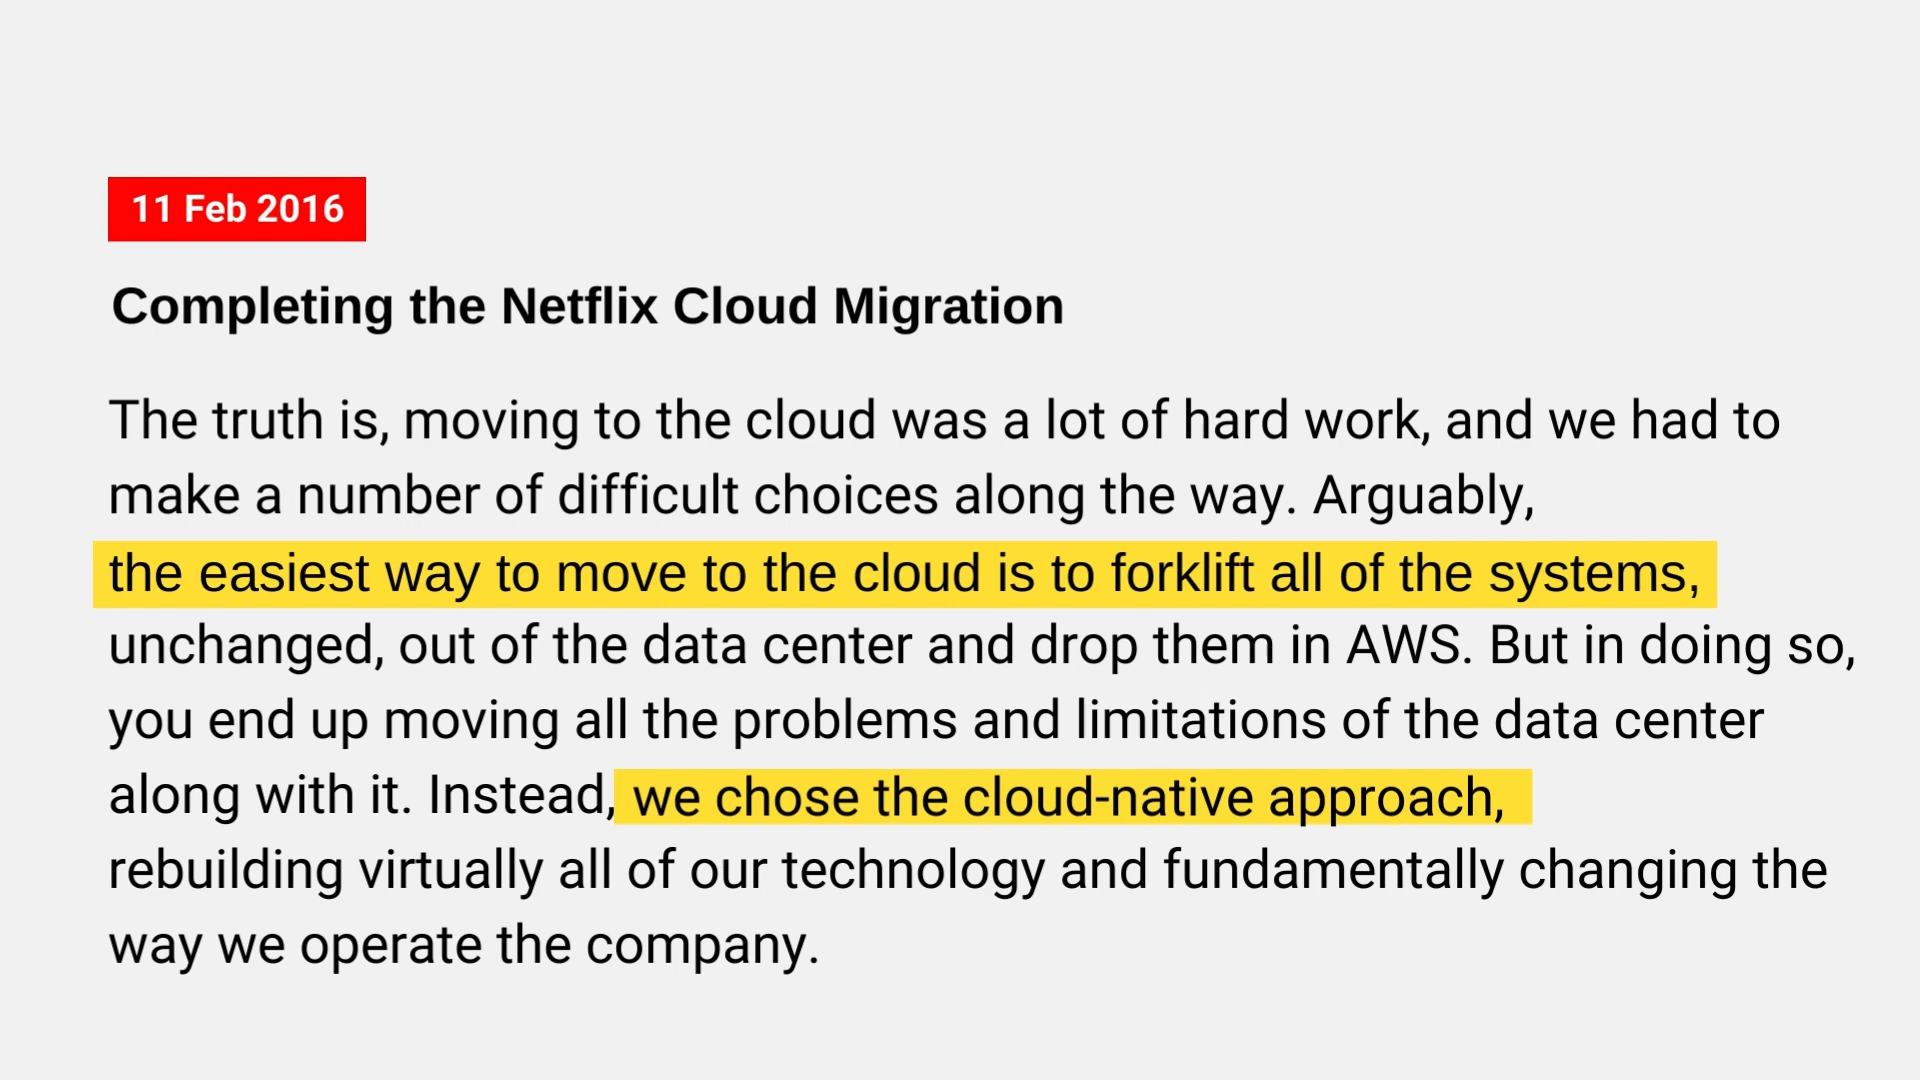 11 Feb 2016
Completing the Netflix Cloud Migration
The truth is, moving to the cloud was a lot of hard work, and we had to
make a number of difficult choices along the way. Arguably,
the easiest way to move to the cloud is to forklift all of the systems,
unchanged, out of the data center and drop them in AWS. But in doing so,
you end up moving all the problems and limitations of the data center
along with it. Instead, we chose the cloud-native approach,
rebuilding virtually all of our technology and fundamentally changing the
way we operate the company.